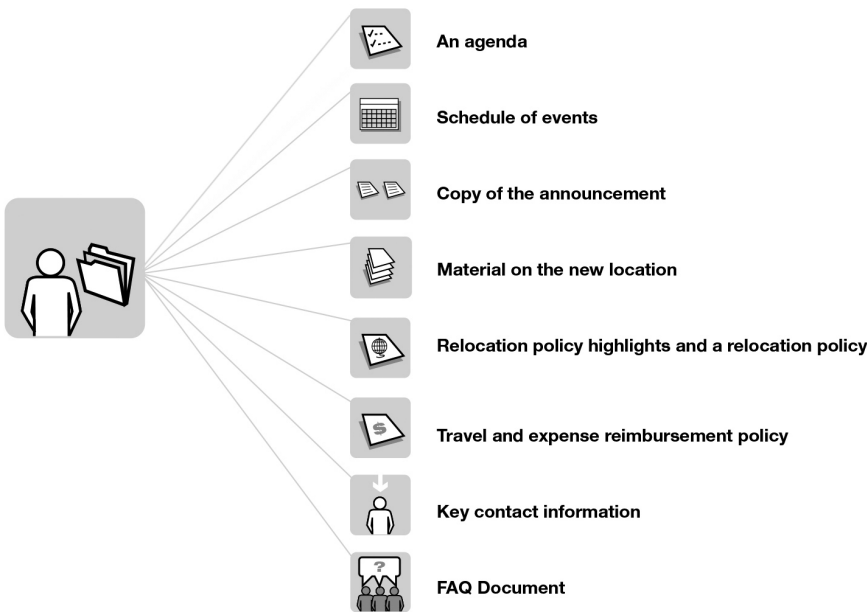 An agenda
Schedule of events
Copy of the announcement
Material on the new location
Relocation policy highlights and a relocation policy
$
Travel and expense reimbursement policy
Key contact information
?
FAQ Document